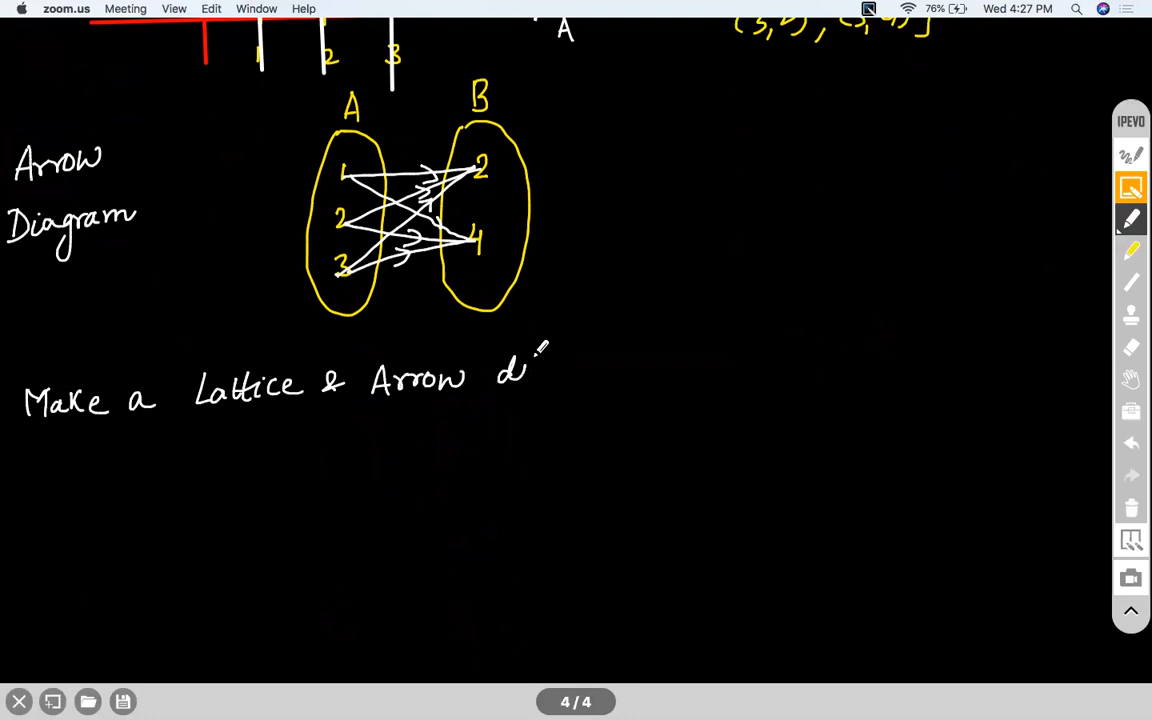 zoom.us Meeting View Edit Window Help 76% Wed 4:27 PM
1 2 3 A
A B
IPEVO
Arrow
Diagram
1 2
2 4
3
Make a Lattice & Arrow di
4 / 4